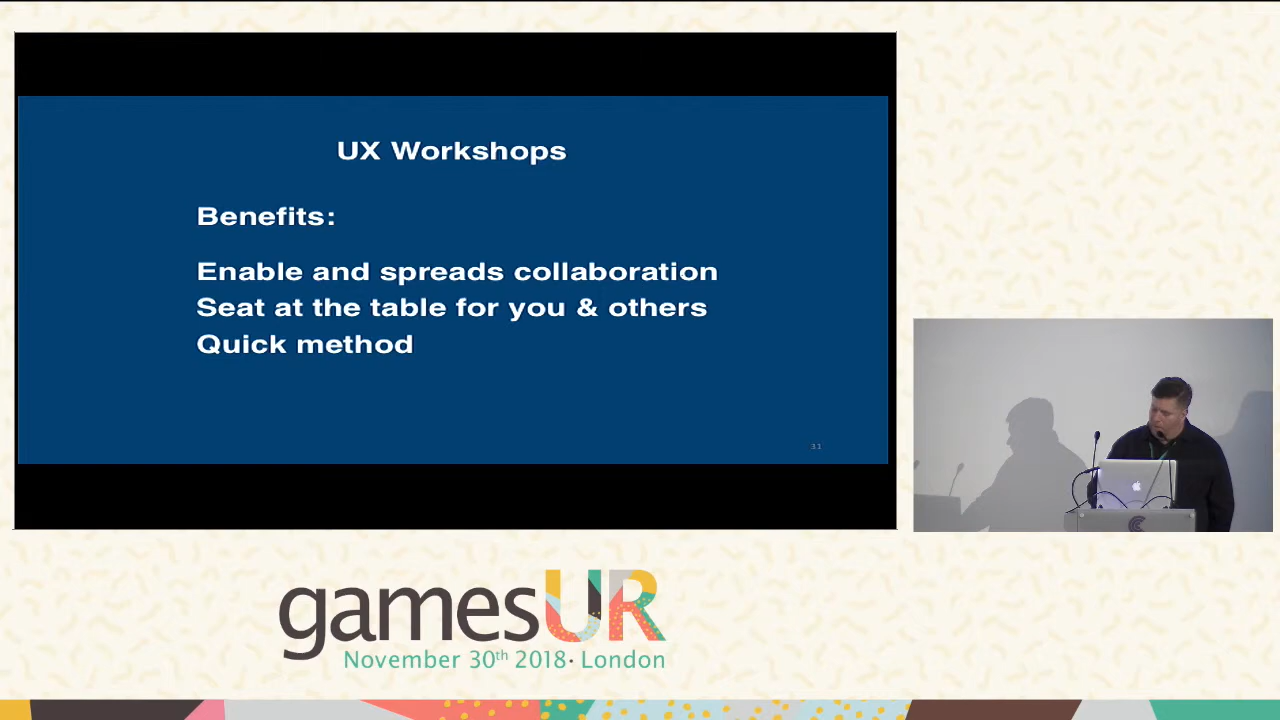 UX Workshops
Benefits:
Enable and spreads collaboration
Seat at the table for you & others
Quick method
31
gamesUR
November 30th 2018· London